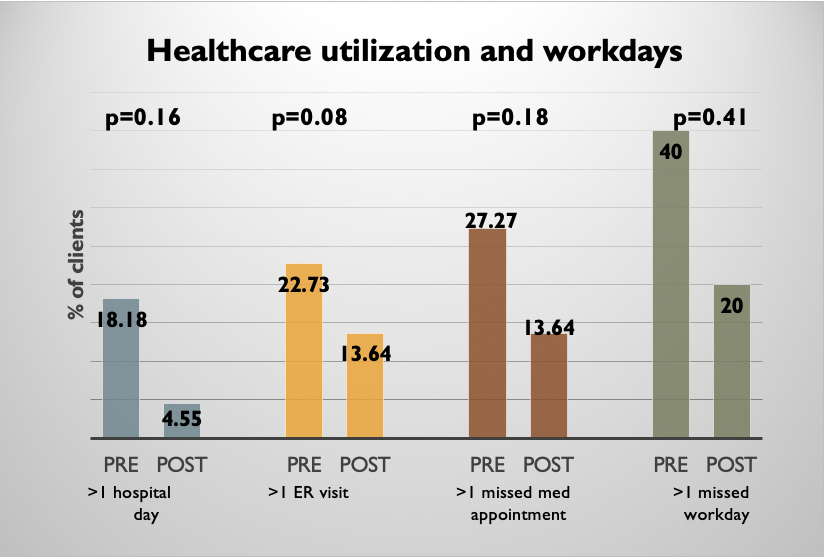 Healthcare utilization and workdays
p=0.16 p=0.08 p=0.18 p=0.41
% of clients
40
27.27
22.73
18.18
13.64
13.64
20
4.55
PRE POST PRE POST PRE POST PRE POST
>1 hospital day
>1 ER visit
>1 missed med appointment
>1 missed workday